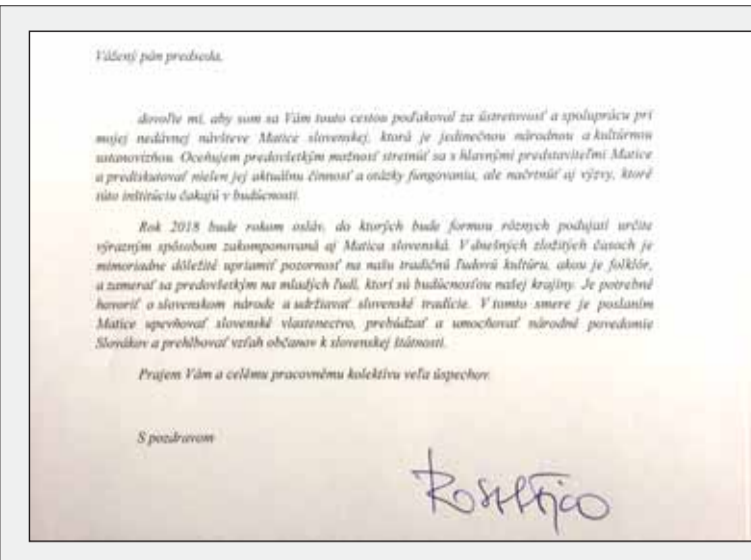 Vážený pán predseda,
dovoľte mi, aby som sa Vám touto cestou poďakoval za ústretovosť a spoluprácu pri
mojej nedávnej návšteve Matice slovenskej, ktorá je jedinečnou národnou a kultúrnou
ustanovizňou. Oceňujem predovšetkým možnosť stretnúť sa s hlavnými predstaviteľmi Matice
a prediskutovať nielen jej aktuálnu činnosť a otázky fungovania, ale načrtnúť aj výzvy, ktoré
túto inštitúciu čakajú v budúcnosti.
Rok 2018 bude rokom osláv, do ktorých bude formou rôznych podujatí určite
výrazným spôsobom zakomponovaná aj Matica slovenská. V dnešných zložitých časoch je
mimoriadne dôležité upriamiť pozornosť na našu tradičnú ľudovú kultúru, akou je folklór,
a zamerať sa predovšetkým na mladých ľudí, ktorí sú budúcnosťou našej krajiny. Je potrebné
hovoriť o slovenskom národe a udržiavať slovenské tradície. V tomto smere je poslaním
Matice upevňovať slovenské vlastenectvo, prebúdzať a umocňovať národné povedomie
Slovákov a prehlbovať vzťah občanov k slovenskej štátnosti.
Prajem Vám a celému pracovnému kolektívu veľa úspechov.
S pozdravom